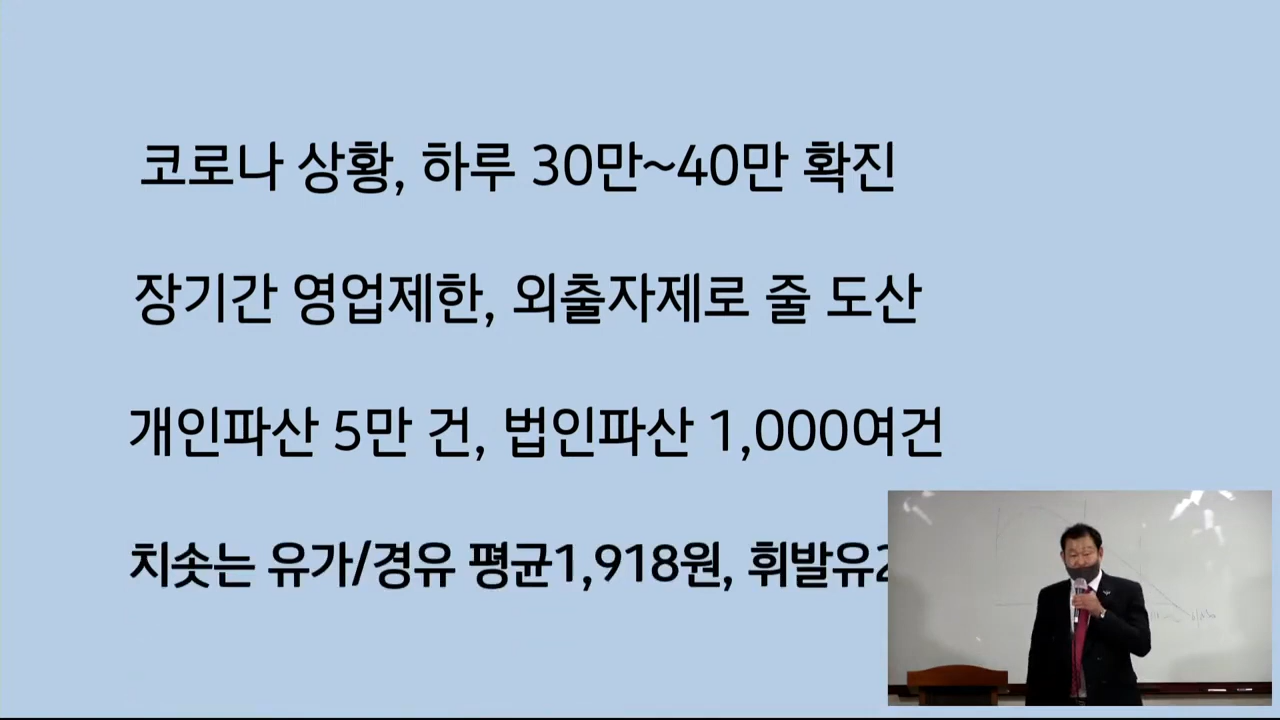 코로나 상황, 하루 30만~40만 확진
장기간 영업제한, 외출자제로 줄 도산
개인파산 5만 건, 법인파산 1,000여건
치솟는 유가/경유 평균1,918원, 휘발유2